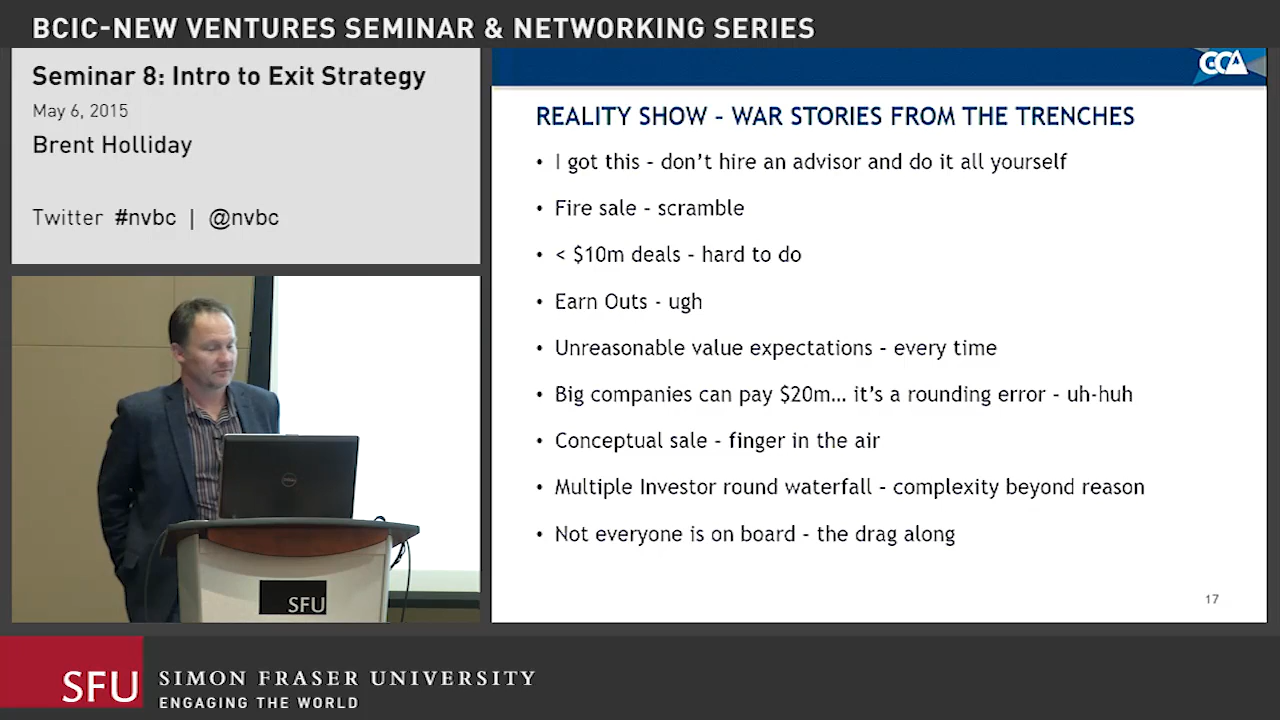 BCIC-NEW VENTURES SEMINAR & NETWORKING SERIES
Seminar 8: Intro to Exit Strategy
May 6, 2015
Brent Holliday
Twitter #nvbc | @nvbc
GCA
REALITY SHOW – WAR STORIES FROM THE TRENCHES
• I got this – don't hire an advisor and do it all yourself
• Fire sale – scramble
• < $10m deals – hard to do
• Earn Outs - ugh
• Unreasonable value expectations – every time
• Big companies can pay $20m… it's a rounding error – uh-huh
• Conceptual sale – finger in the air
• Multiple Investor round waterfall – complexity beyond reason
• Not everyone is on board – the drag along
17
SFU
SFU
SIMON FRASER UNIVERSITY
ENGAGING THE WORLD